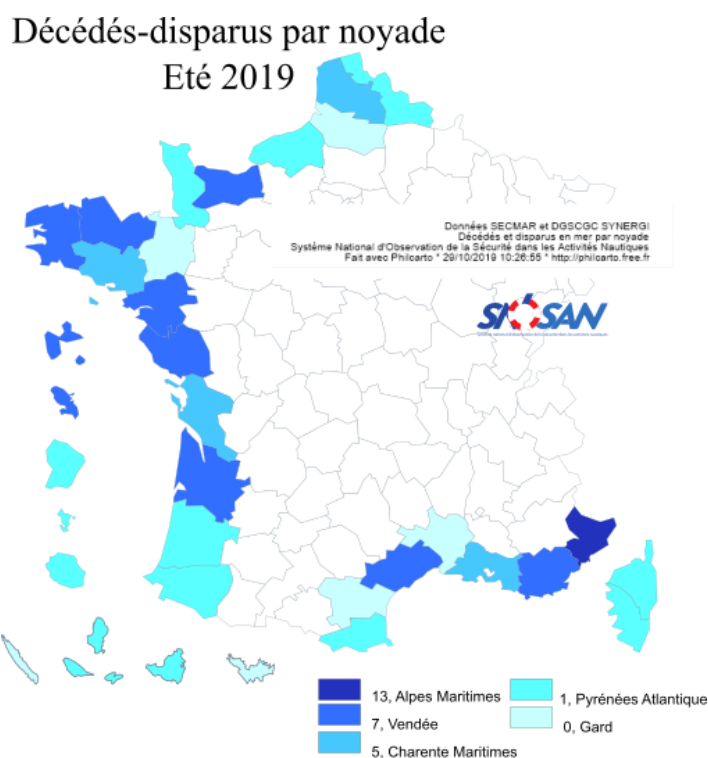 Décédés-disparus par noyade
Eté 2019
Données SECMAR et DGSCGC SYNERGI
Décédés et disparus en mer par noyade
Système National d'Observation de la Sécurité dans les Activités Nautiques
Fait avec Philcarto * 29/10/2019 10:26:55 * http://philcarto.free.fr
SNOSAN
13, Alpes Maritimes
7, Vendée
5, Charente Maritimes
1, Pyrénées Atlantique
0, Gard